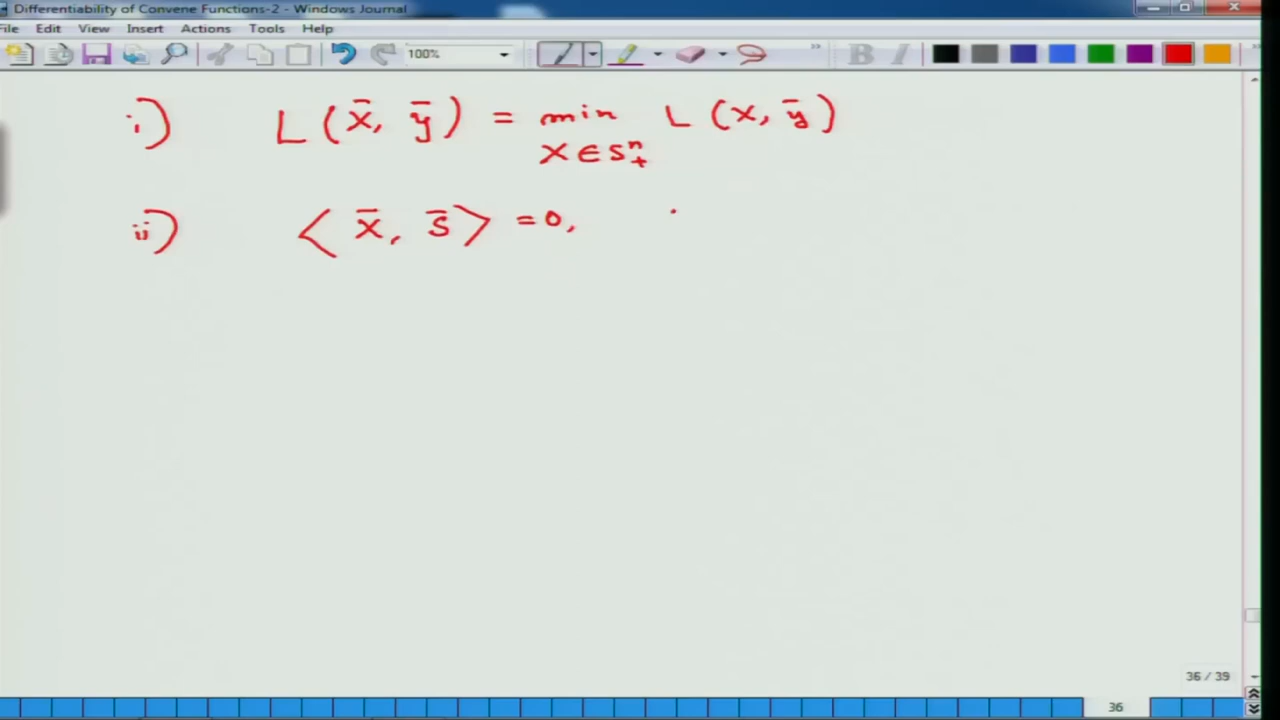 Differentiability of Convene Functions-2 - Windows Journal
File Edit View Insert Actions Tools Help
100%
i) L(x̄, ȳ) = min L(x, ȳ)
X ∈ S₊ⁿ
ii) ⟨x̄, s̄⟩ = 0,
36 / 39
36